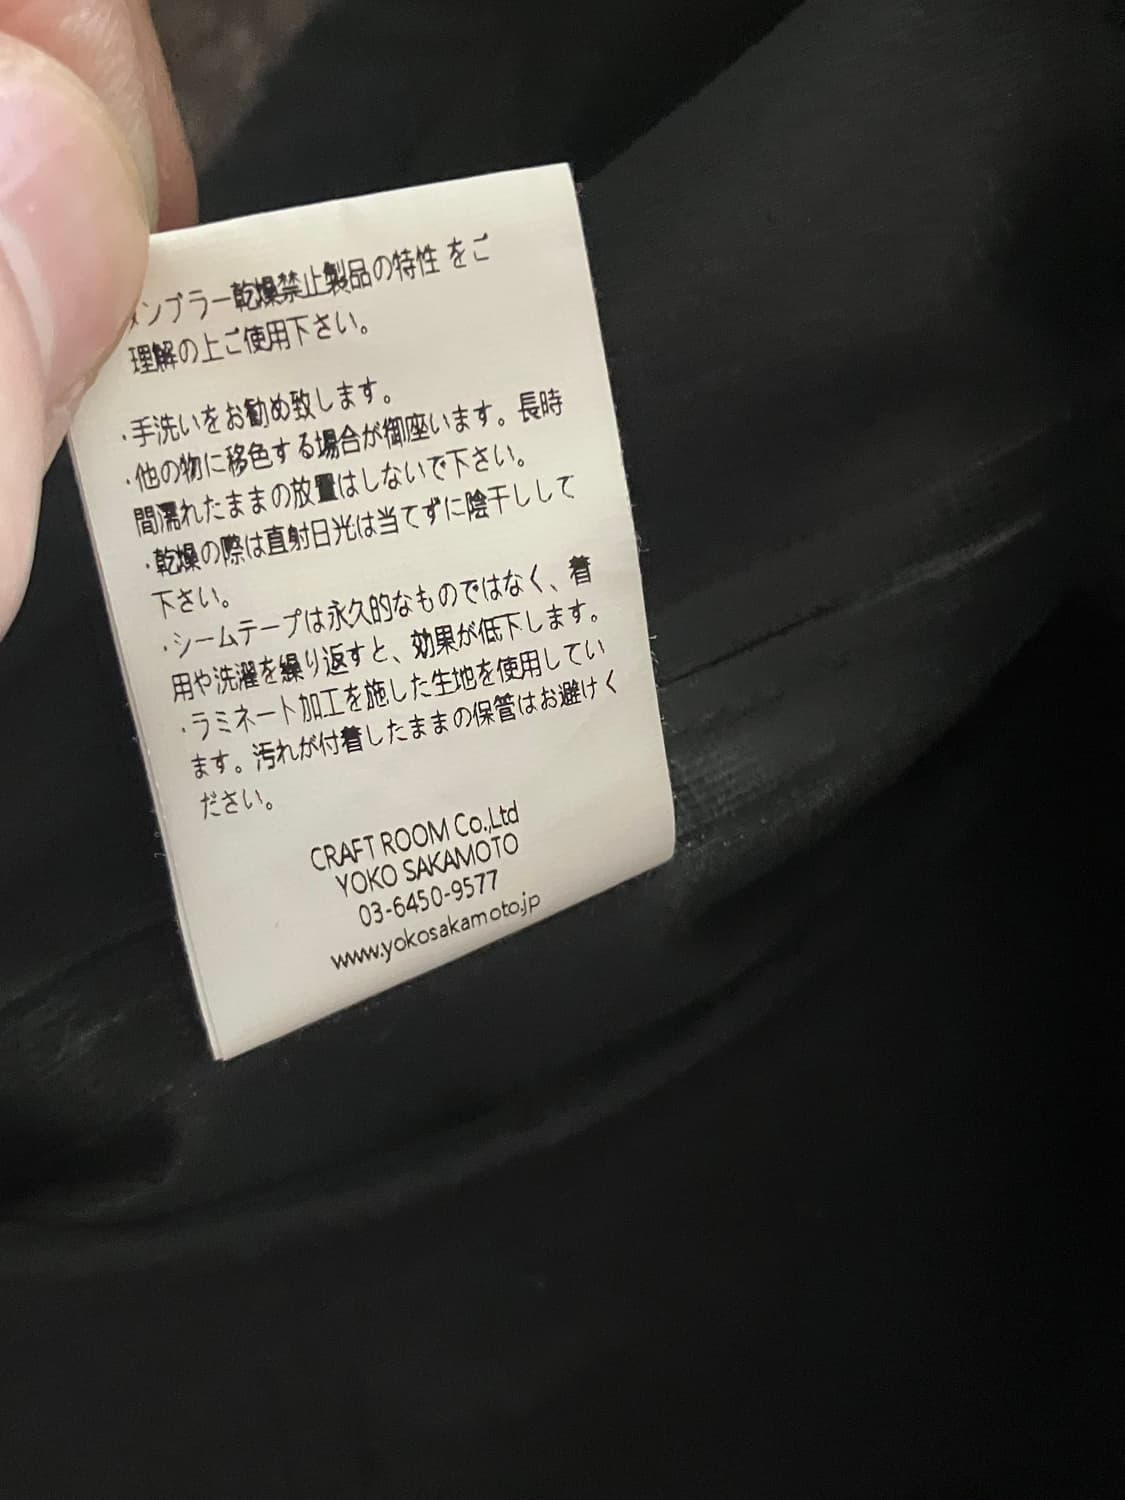 タンブラー乾燥禁止製品の特性 をご
理解の上ご使用下さい。
・手洗いをお勧め致します。
・他の物に移色する場合が御座います。長時
間濡れたままの放置はしないで下さい。
・乾燥の際は直射日光は当てずに陰干しして
下さい。
・シームテープは永久的なものではなく、着
用や洗濯を繰り返すと、効果が低下します。
・ラミネート加工を施した生地を使用してい
ます。汚れが付着したままの保管はお避けく
ださい。
CRAFT ROOM Co.,Ltd
YOKO SAKAMOTO
03-6450-9577
www.yokosakamoto.jp